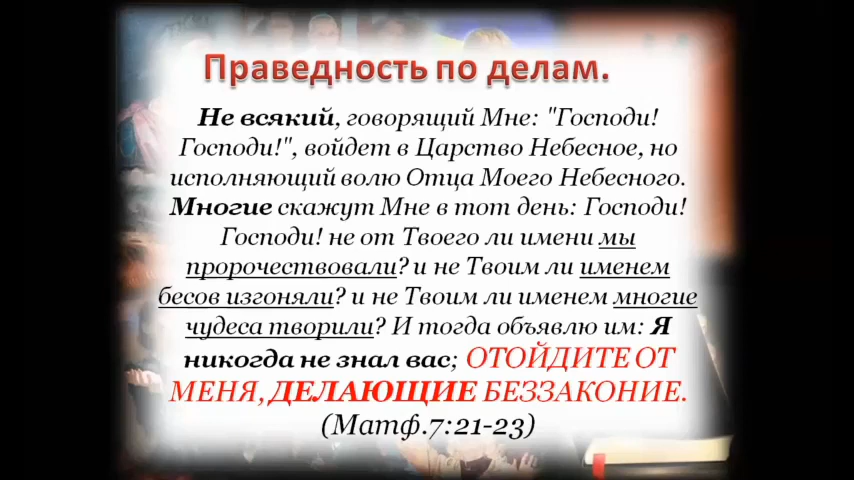 Праведность по делам.
Не всякий, говорящий Мне: "Господи!
Господи!", войдет в Царство Небесное, но
исполняющий волю Отца Моего Небесного.
Многие скажут Мне в тот день: Господи!
Господи! не от Твоего ли имени мы
пророчествовали? и не Твоим ли именем
бесов изгоняли? и не Твоим ли именем многие
чудеса творили? И тогда объявлю им: Я
никогда не знал вас; ОТОЙДИТЕ ОТ
МЕНЯ, ДЕЛАЮЩИЕ БЕЗЗАКОНИЕ.
(Матф.7:21-23)